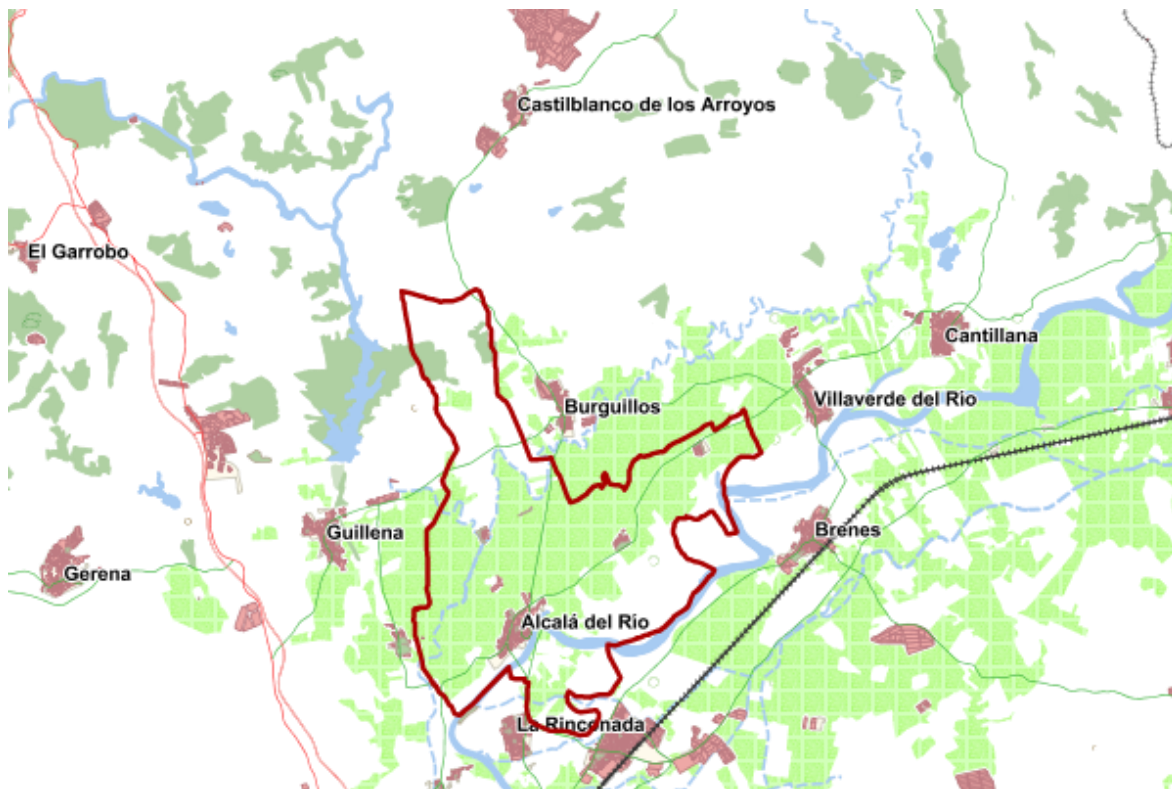 Castilblanco de los Arroyos
El Garrobo
Cantillana
Burguillos
Villaverde del Río
Guillena
Brenes
Gerena
Alcalá del Río
La Rinconada